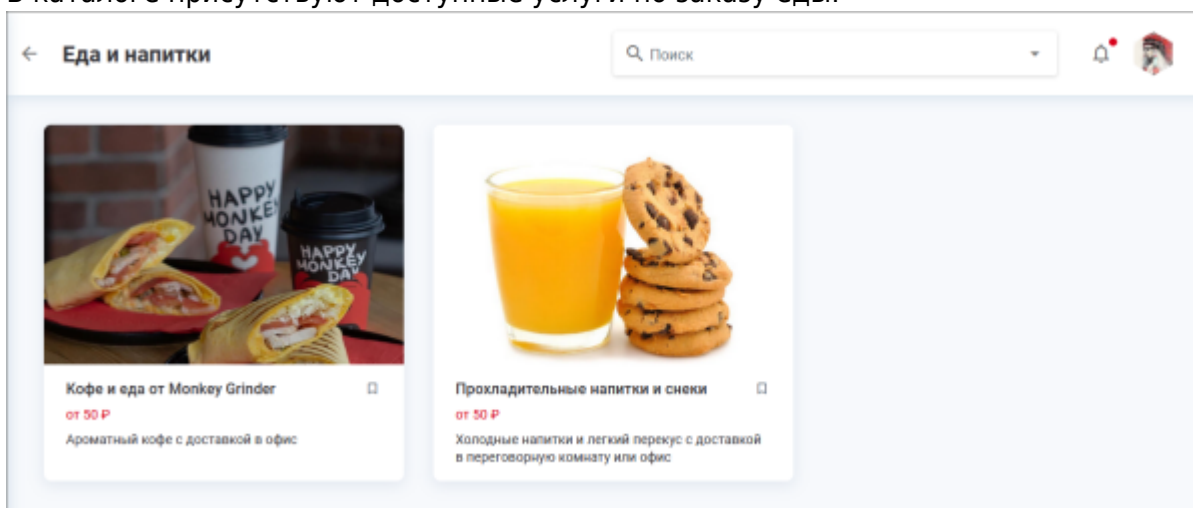 В каталоге присутствуют доступные услуги по заказу еды.
Еда и напитки
Поиск
HAPPY
MONKEY
DAY
HAPPY
MONKEY
DAY
Кофе и еда от Monkey Grinder
от 50 ₽
Ароматный кофе с доставкой в офис
Прохладительные напитки и снеки
от 50 ₽
Холодные напитки и легкий перекус с доставкой
в переговорную комнату или офис